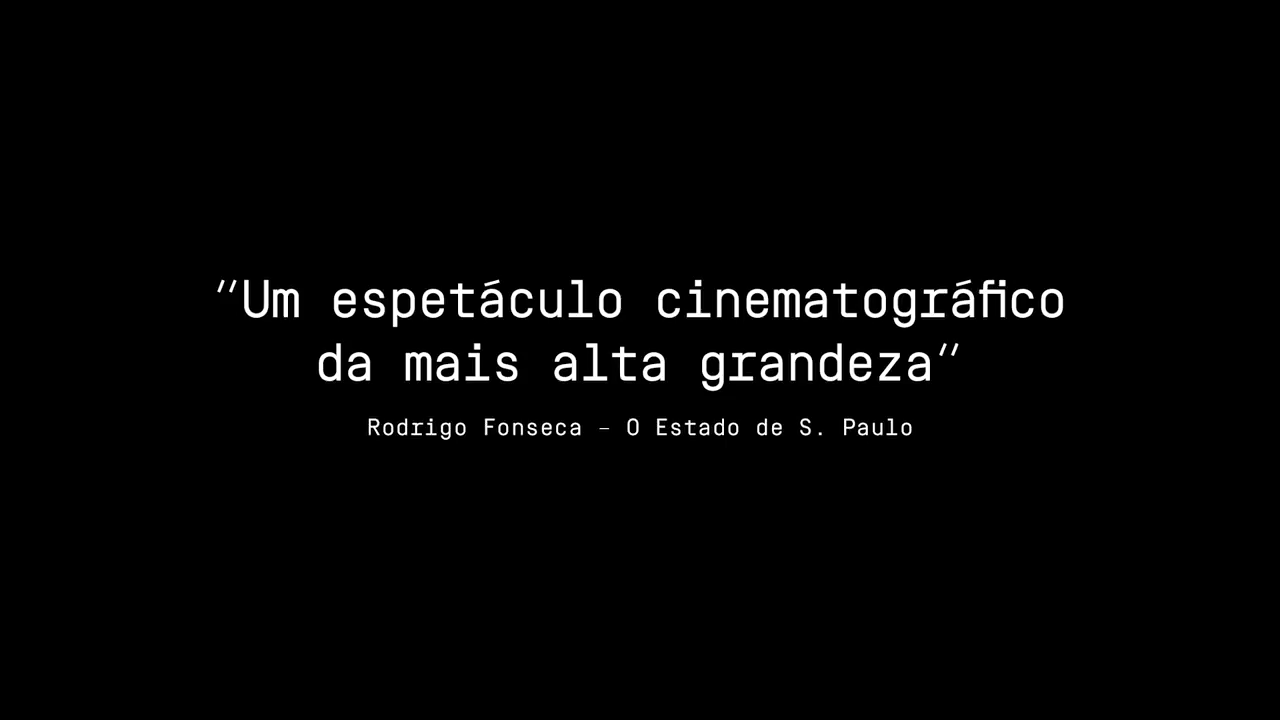 "Um espetáculo cinematográfico
da mais alta grandeza"
Rodrigo Fonseca – O Estado de S. Paulo